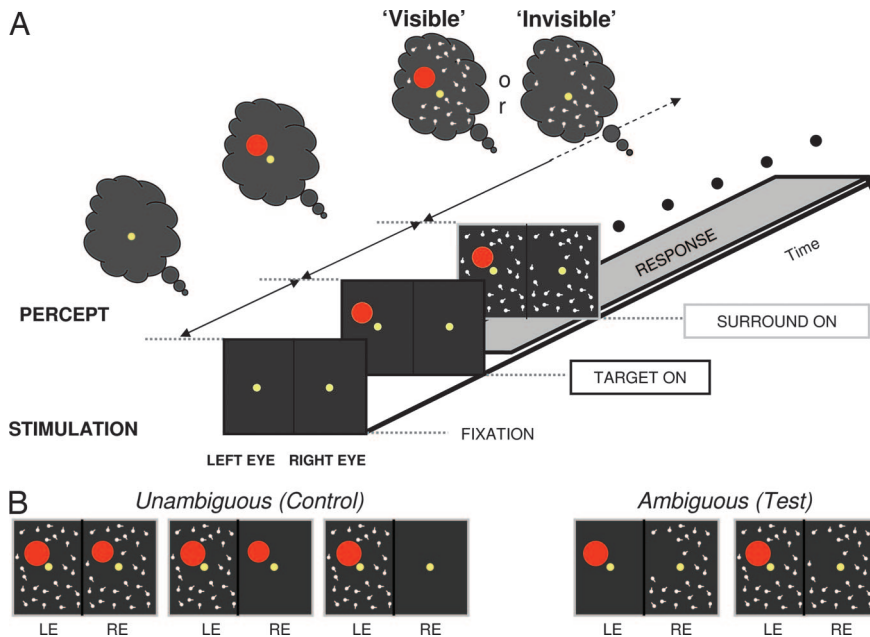 A
'Visible'
'Invisible'
o
r
PERCEPT
RESPONSE
Time
SURROUND ON
TARGET ON
STIMULATION
FIXATION
LEFT EYE RIGHT EYE
B
Unambiguous (Control)
Ambiguous (Test)
LE RE LE RE LE RE LE RE LE RE